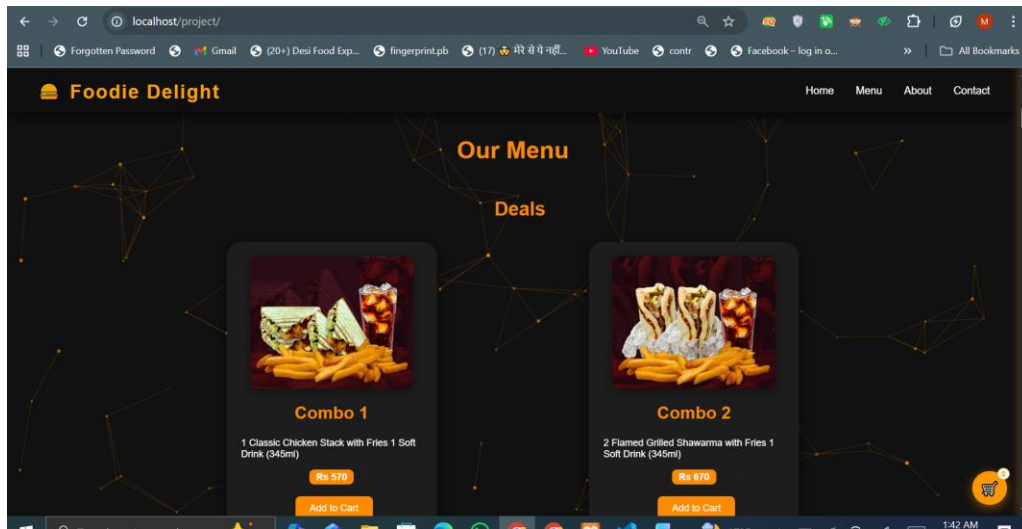 localhost/project/
Forgotten Password
Gmail
(20+) Desi Food Exp...
fingerprint.pb
(17) मेरे से ये नहीं...
YouTube
contr
Facebook – log in o...
»
All Bookmarks
M
Foodie Delight
Home
Menu
About
Contact
Our Menu
Deals
Combo 1
1 Classic Chicken Stack with Fries 1 Soft
Drink (345ml)
Rs 570
Add to Cart
Combo 2
2 Flamed Grilled Shawarma with Fries 1
Soft Drink (345ml)
Rs 670
Add to Cart
0
1:42 AM